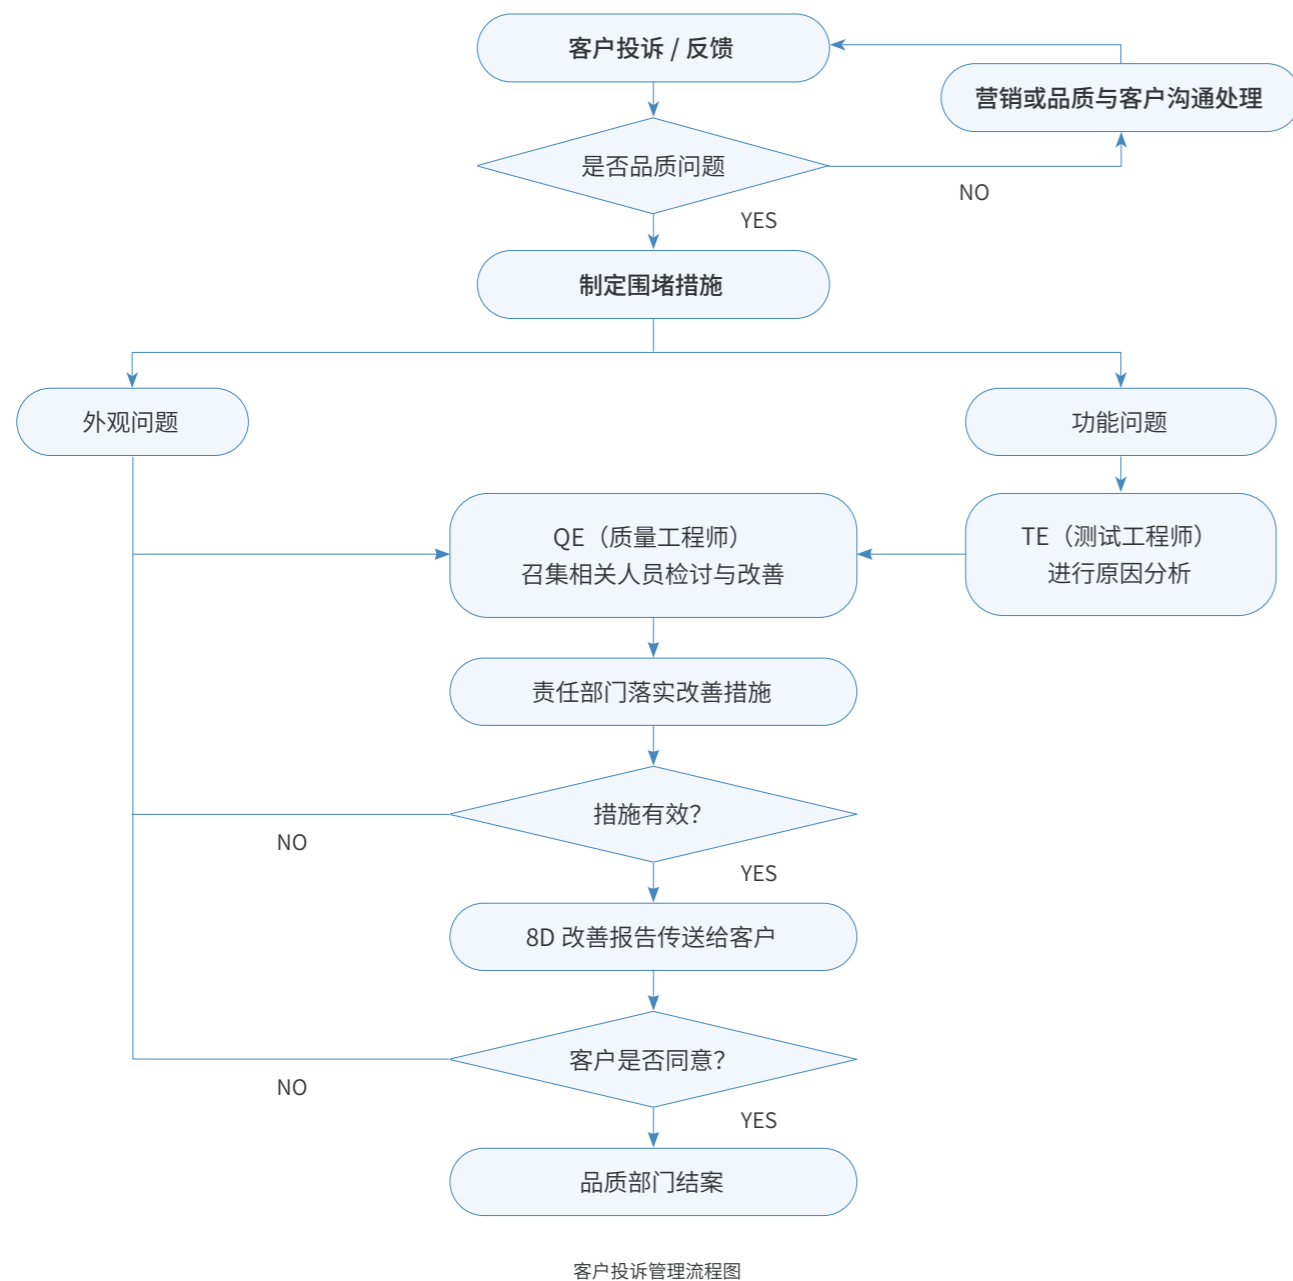 客户投诉 / 反馈
营销或品质与客户沟通处理
是否品质问题
NO
YES
制定围堵措施
外观问题
功能问题
QE（质量工程师）
召集相关人员检讨与改善
TE（测试工程师）
进行原因分析
责任部门落实改善措施
措施有效？
NO
YES
8D 改善报告传送给客户
客户是否同意？
NO
YES
品质部门结案
客户投诉管理流程图